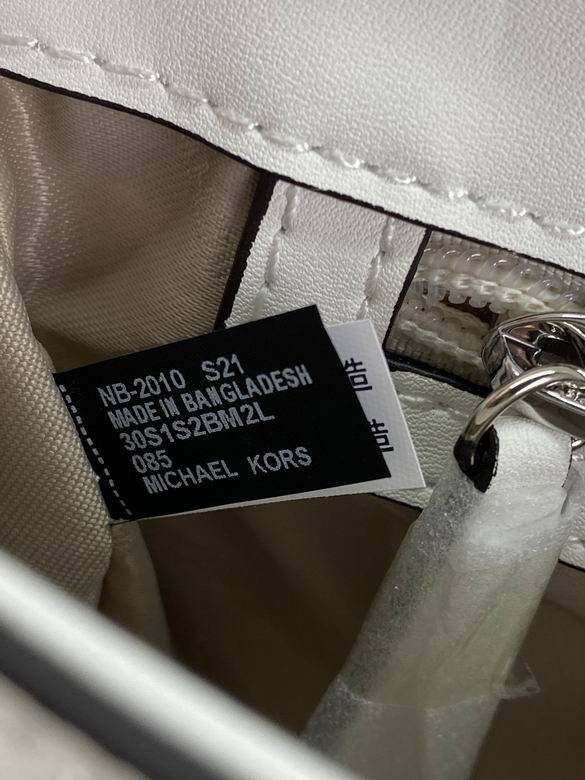 NB-2010 S21
MADE IN BANGLADESH
30S1S2BM2L
085
MICHAEL KORS